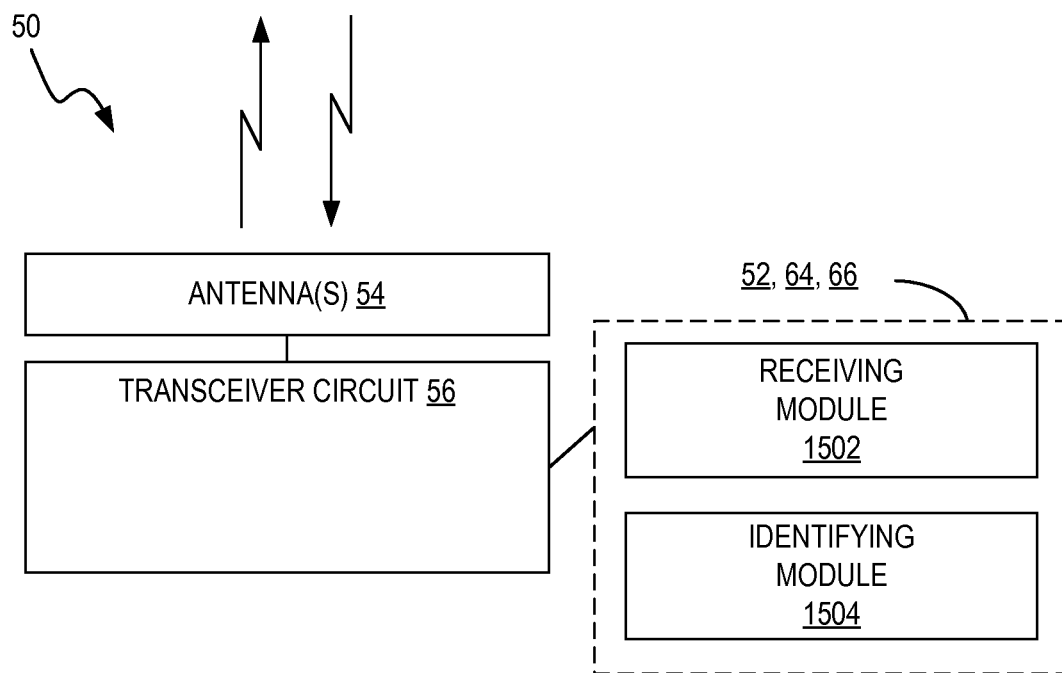 50
ANTENNA(S) 54
52, 64, 66
TRANSCEIVER CIRCUIT 56
RECEIVING
MODULE
1502
IDENTIFYING
MODULE
1504